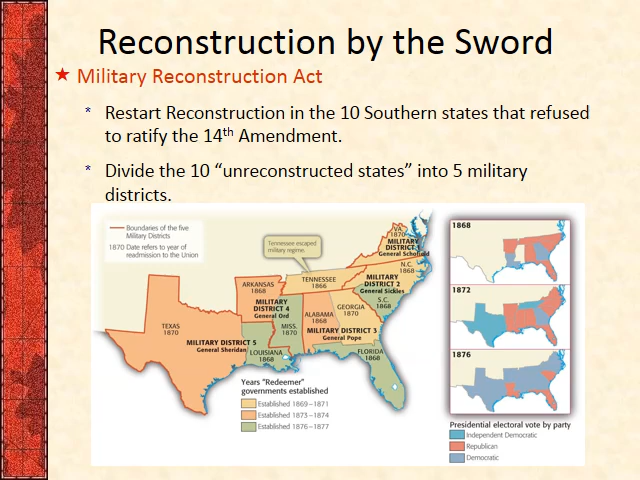 Reconstruction by the Sword
Military Reconstruction Act
* Restart Reconstruction in the 10 Southern states that refused
to ratify the 14th Amendment.
* Divide the 10 “unreconstructed states” into 5 military
districts.
Boundaries of the five
Military Districts
1870 Date refers to year of
readmission to the Union
Tennessee escaped
military regime.
VA.
1870
MILITARY
DISTRICT 1
General Schofield
N.C.
1868
TENNESSEE
1866
MILITARY
DISTRICT 2
General Sickles
S.C.
1868
ARKANSAS
1868
MILITARY
DISTRICT 4
General Ord
MISS.
1870
ALABAMA
1868
GEORGIA
1870
MILITARY DISTRICT 3
General Pope
TEXAS
1870
MILITARY DISTRICT 5
General Sheridan
LOUISIANA
1868
FLORIDA
1868
Years “Redeemer”
governments established
Established 1869–1871
Established 1873–1874
Established 1876–1877
1868
1872
1876
Presidential electoral vote by party
Independent Democratic
Republican
Democratic